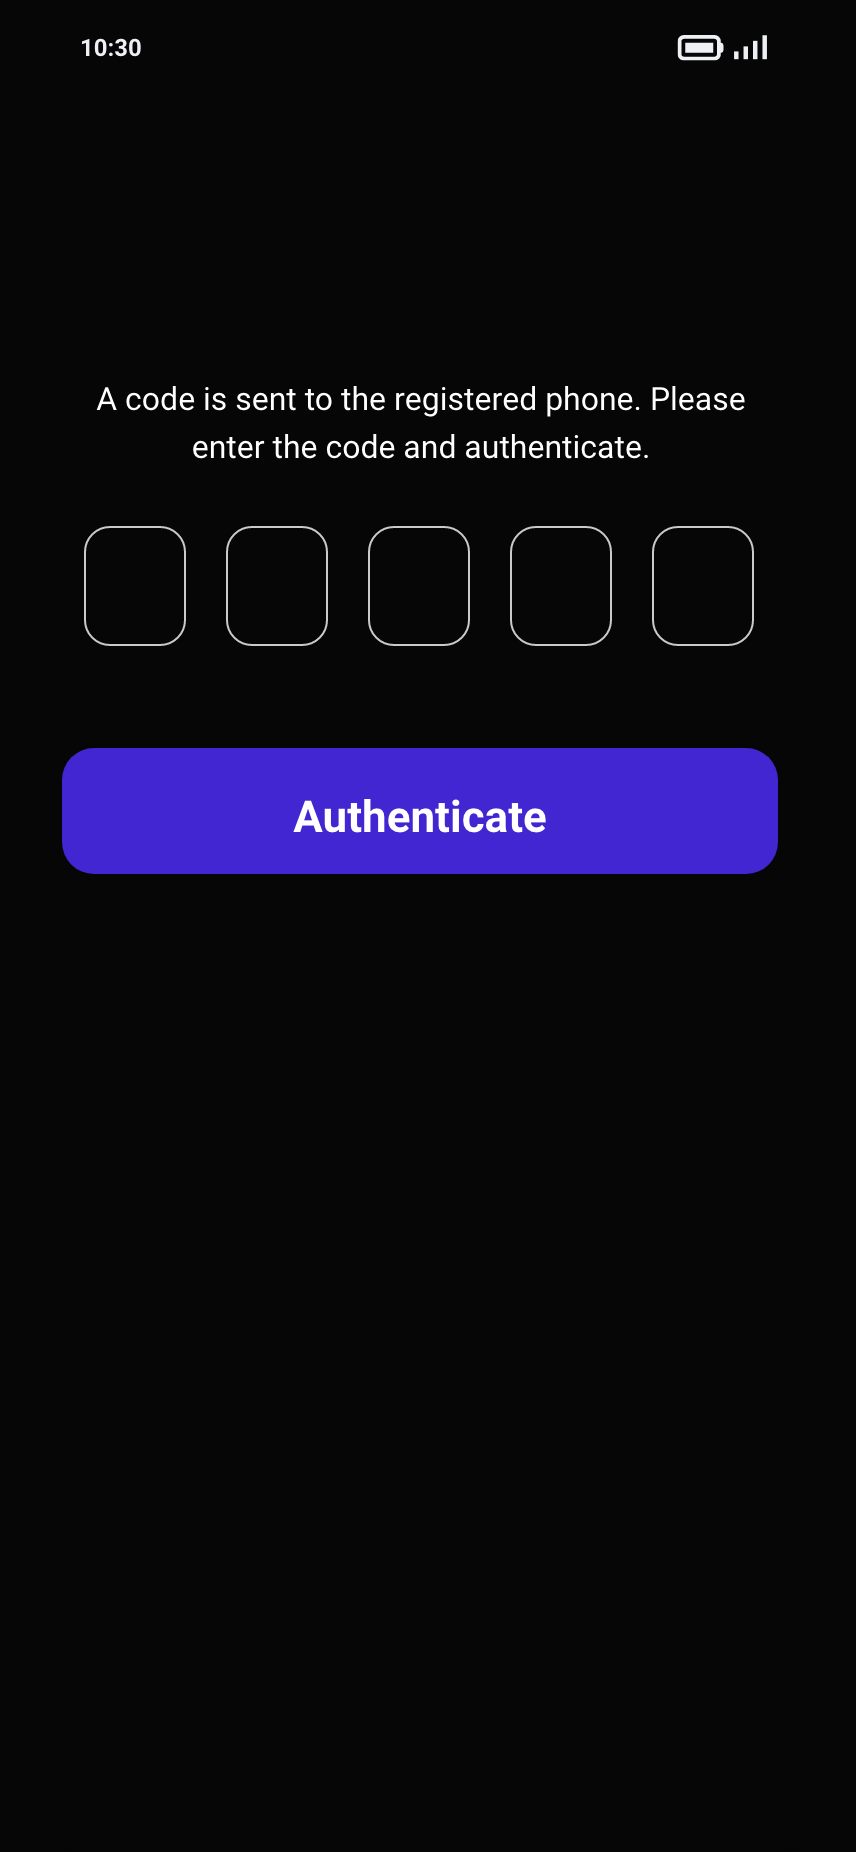 10:30
A code is sent to the registered phone. Please
enter the code and authenticate.
Authenticate